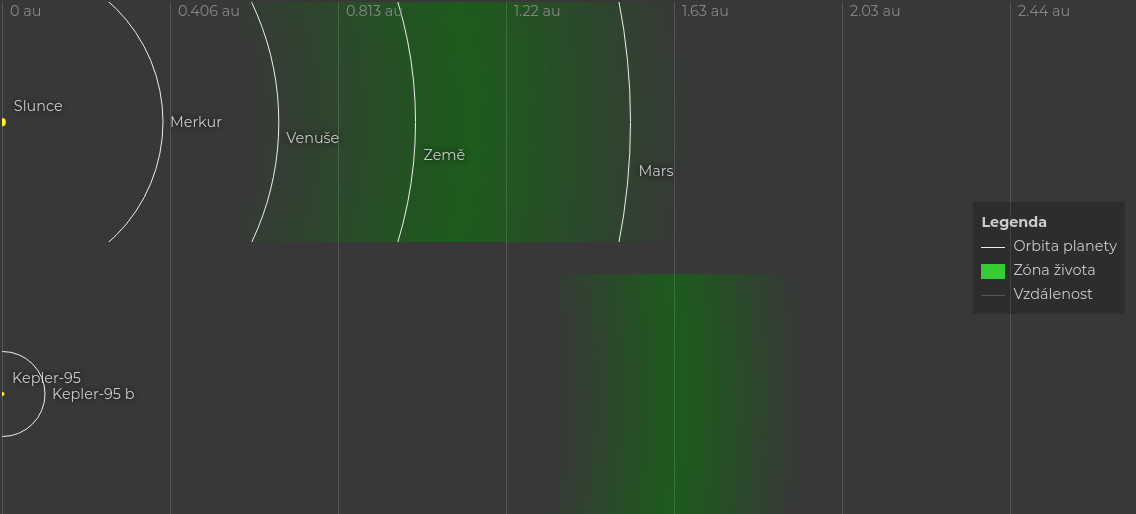 0 au
0.406 au
0.813 au
1.22 au
1.63 au
2.03 au
2.44 au
Slunce
Merkur
Venuše
Země
Mars
Legenda
Orbita planety
Zóna života
Vzdálenost
Kepler-95
Kepler-95 b